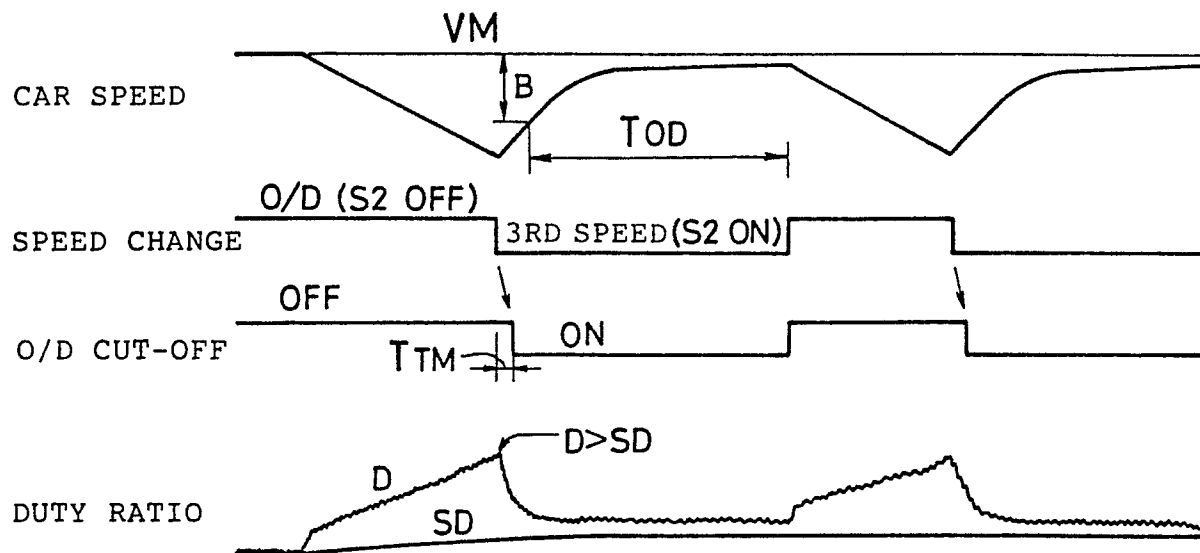 VM
CAR SPEED
B
TOD
O/D (S2 OFF)
SPEED CHANGE
3RD SPEED (S2 ON)
OFF
O/D CUT-OFF
TTM
ON
D>SD
D
DUTY RATIO
SD